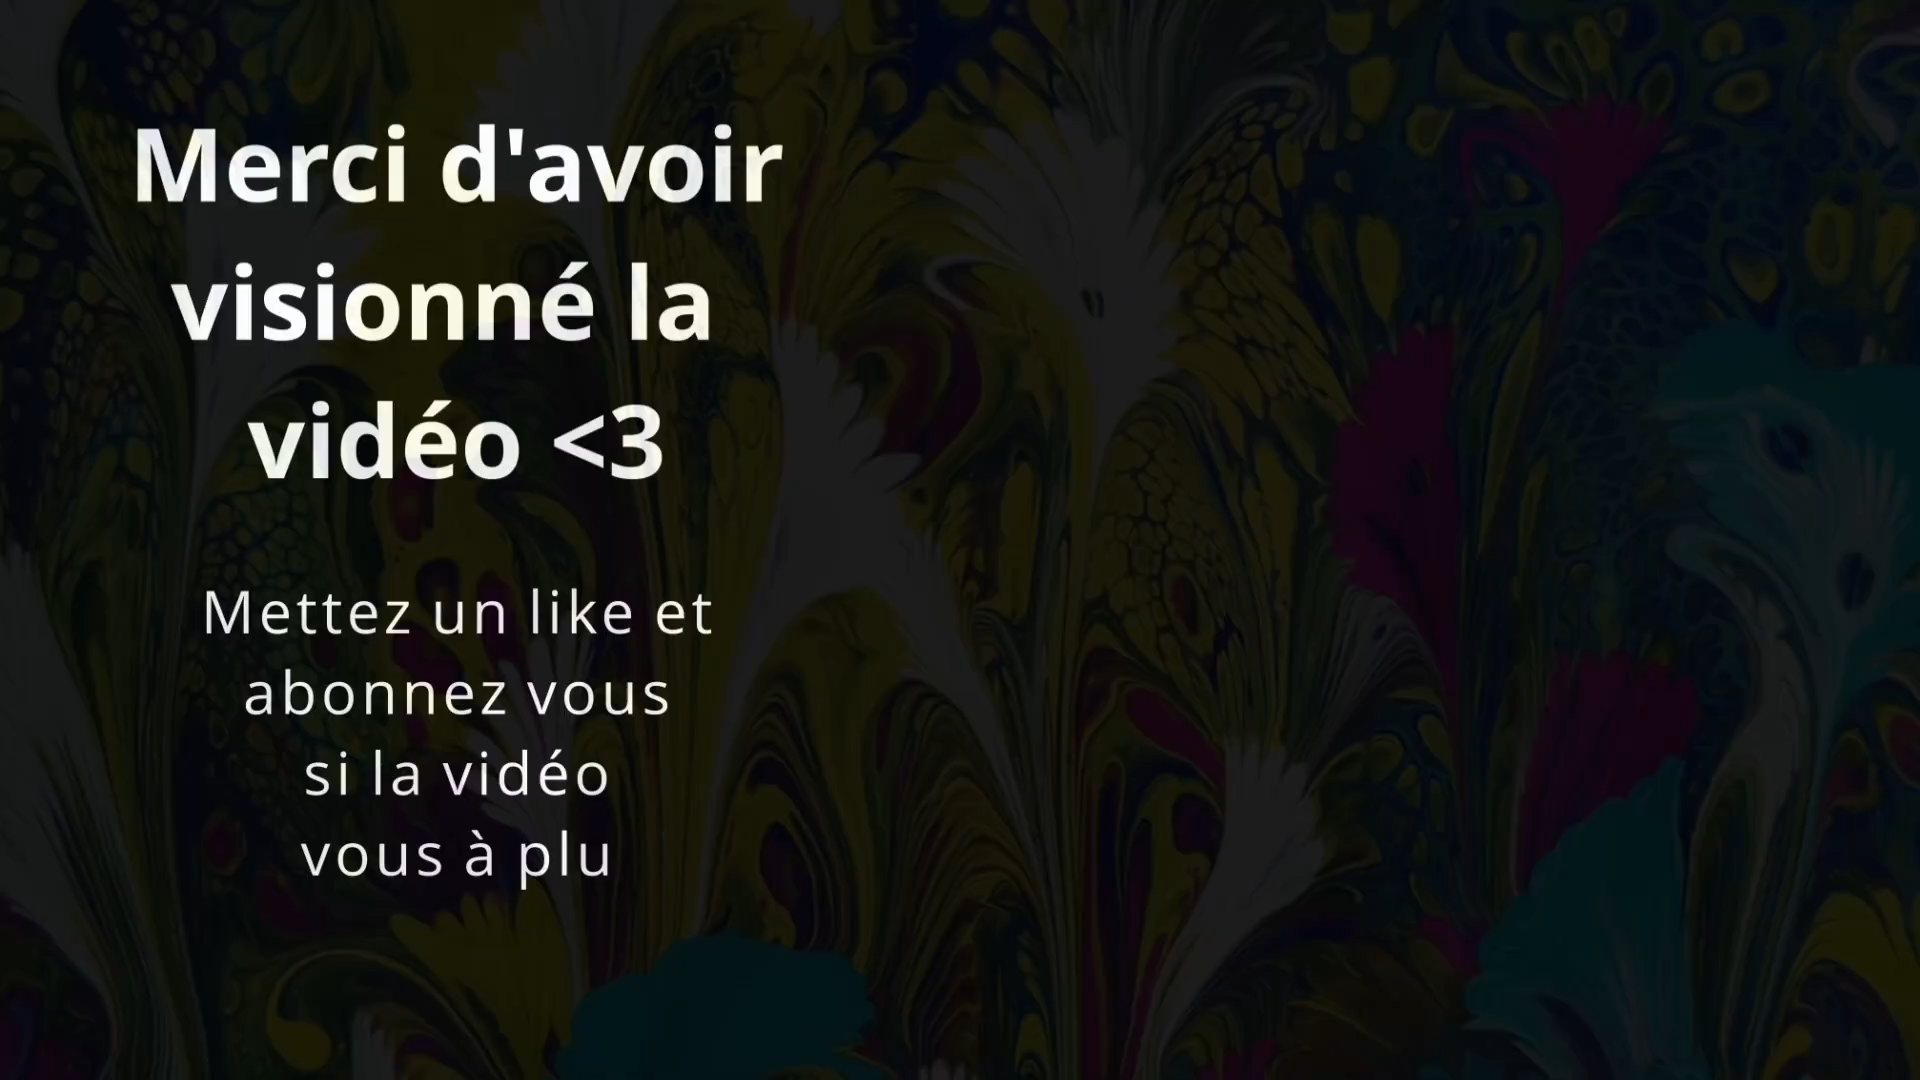 Merci d'avoir
visionné la
vidéo <3
Mettez un like et
abonnez vous
si la vidéo
vous à plu